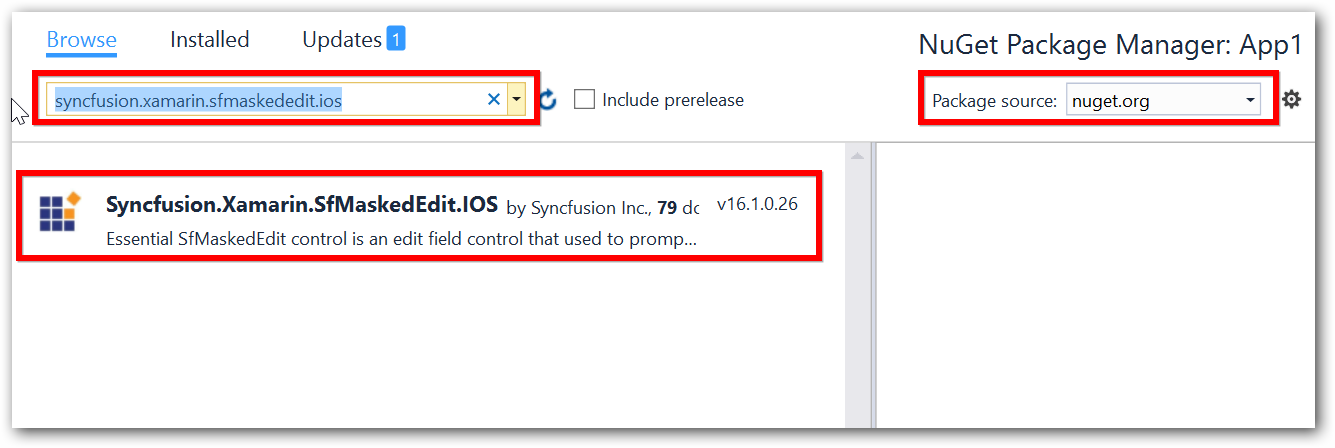 Browse Installed Updates 1
NuGet Package Manager: App1
syncfusion.xamarin.sfmaskededit.ios
Include prerelease
Package source: nuget.org
Syncfusion.Xamarin.SfMaskedEdit.IOS by Syncfusion Inc., 79 dc v16.1.0.26
Essential SfMaskedEdit control is an edit field control that used to promp...